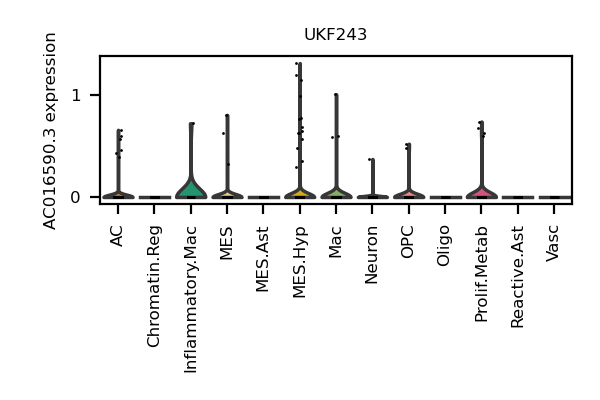 UKF243
AC016590.3 expression
1
0
AC
Chromatin.Reg
Inflammatory.Mac
MES
MES.Ast
MES.Hyp
Mac
Neuron
OPC
Oligo
Prolif.Metab
Reactive.Ast
Vasc